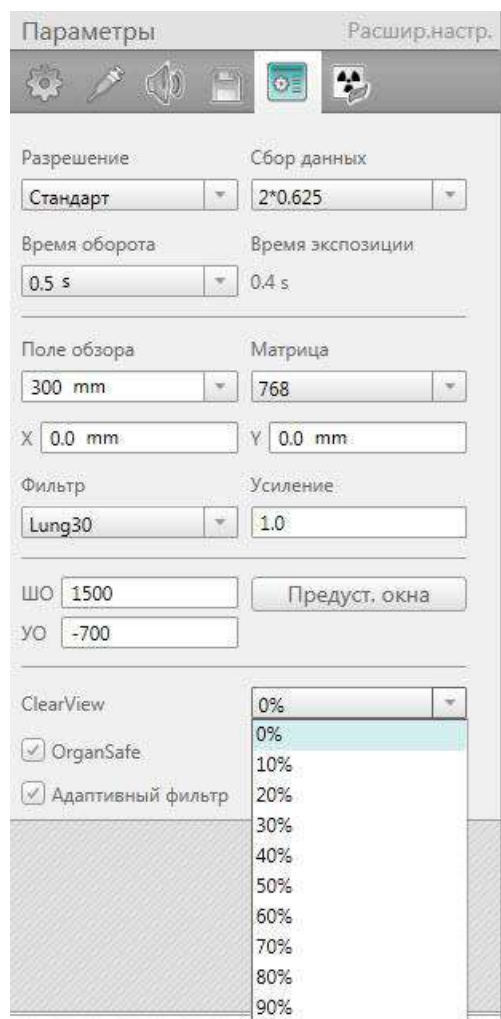 Параметры Расшир.настр.
Разрешение Сбор данных
Стандарт 2*0.625
Время оборота Время экспозиции
0.5 s 0.4 s
Поле обзора Матрица
300 mm 768
X 0.0 mm Y 0.0 mm
Фильтр Усиление
Lung30 1.0
ШО 1500 Предуст. окна
УО -700
ClearView 0%
0%
OrganSafe
10%
Адаптивный фильтр 20%
30%
40%
50%
60%
70%
80%
90%